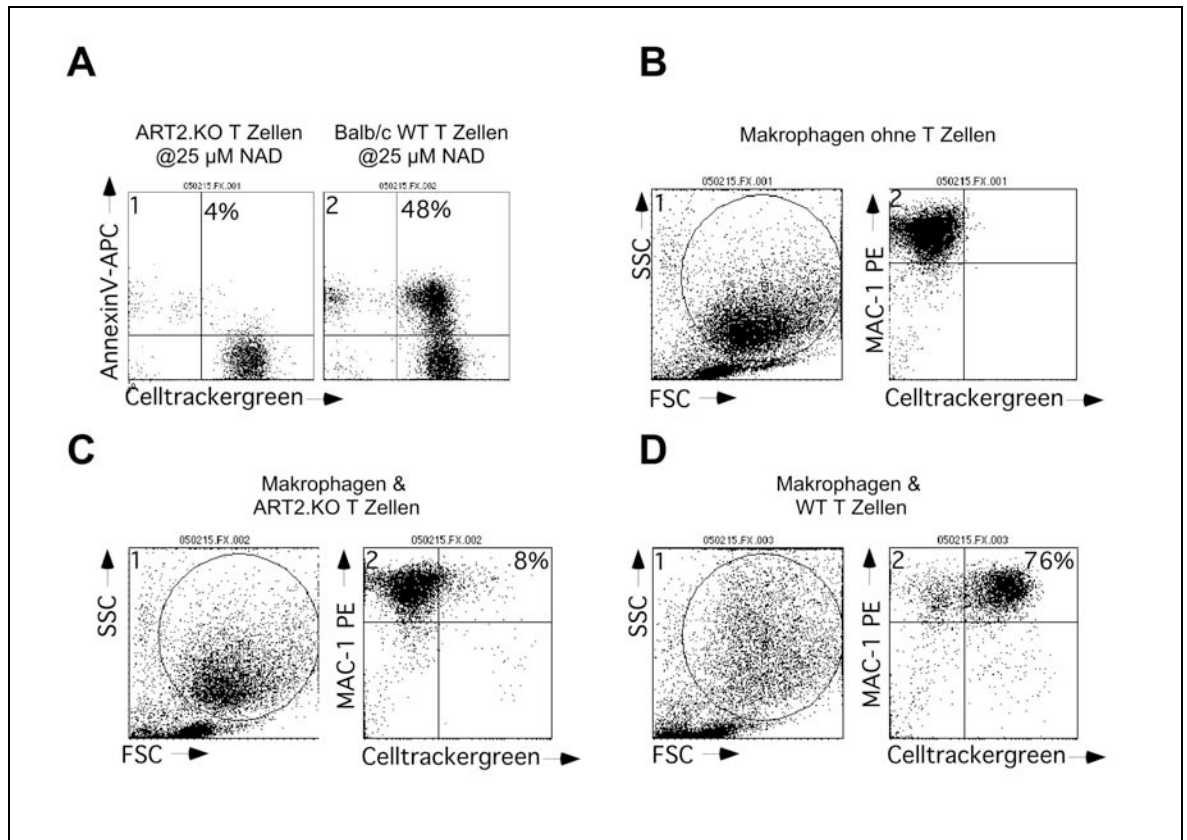 A
ART2.KO T Zellen
@25 µM NAD
Balb/c WT T Zellen
@25 µM NAD
050215.FX.001
050215.FX.002
1
4%
2
48%
AnnexinV-APC
Celltrackergreen
B
Makrophagen ohne T Zellen
050215.FX.001
050215.FX.001
1
2
SSC
FSC
MAC-1 PE
Celltrackergreen
C
Makrophagen &
ART2.KO T Zellen
050215.FX.002
050215.FX.002
1
2
8%
SSC
FSC
MAC-1 PE
Celltrackergreen
D
Makrophagen &
WT T Zellen
050215.FX.003
050215.FX.003
1
2
76%
SSC
FSC
MAC-1 PE
Celltrackergreen